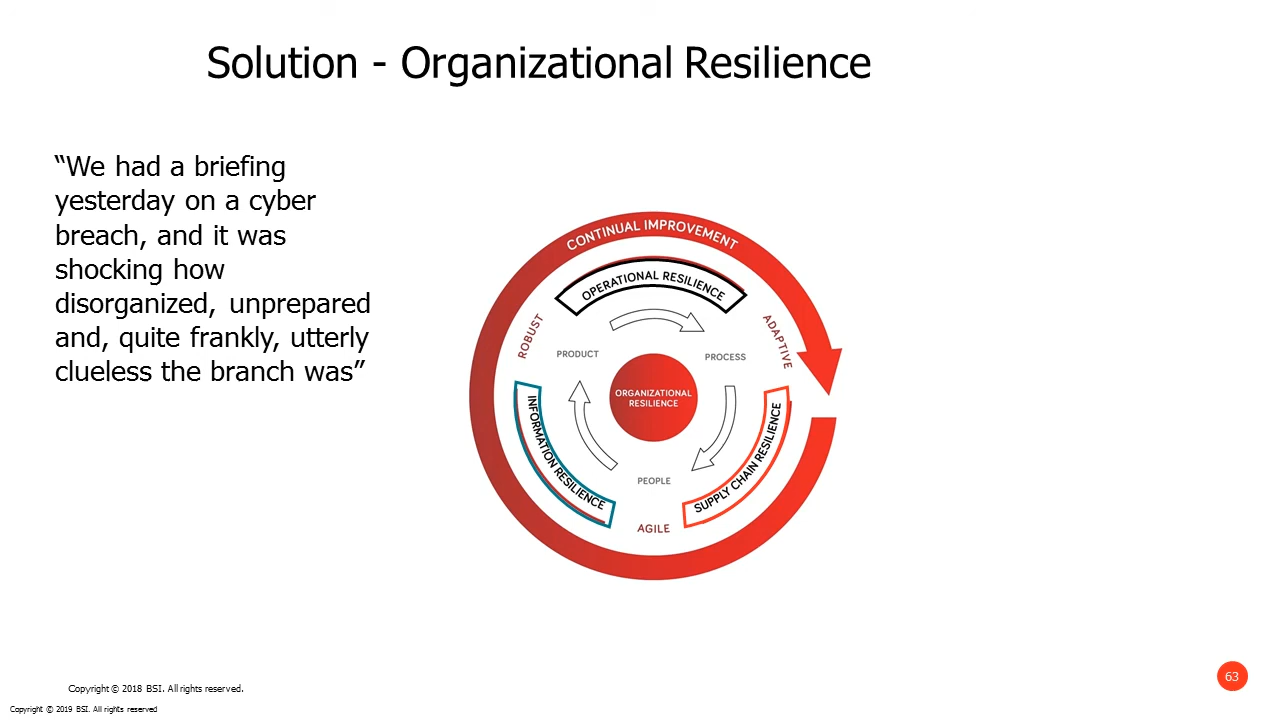 Solution - Organizational Resilience
“We had a briefing
yesterday on a cyber
breach, and it was
shocking how
disorganized, unprepared
and, quite frankly, utterly
clueless the branch was”
CONTINUAL IMPROVEMENT
OPERATIONAL RESILIENCE
ROBUST
ADAPTIVE
PRODUCT
PROCESS
ORGANIZATIONAL
RESILIENCE
INFORMATION RESILIENCE
SUPPLY CHAIN RESILIENCE
PEOPLE
AGILE
63
Copyright © 2018 BSI. All rights reserved.
Copyright © 2019 BSI. All rights reserved